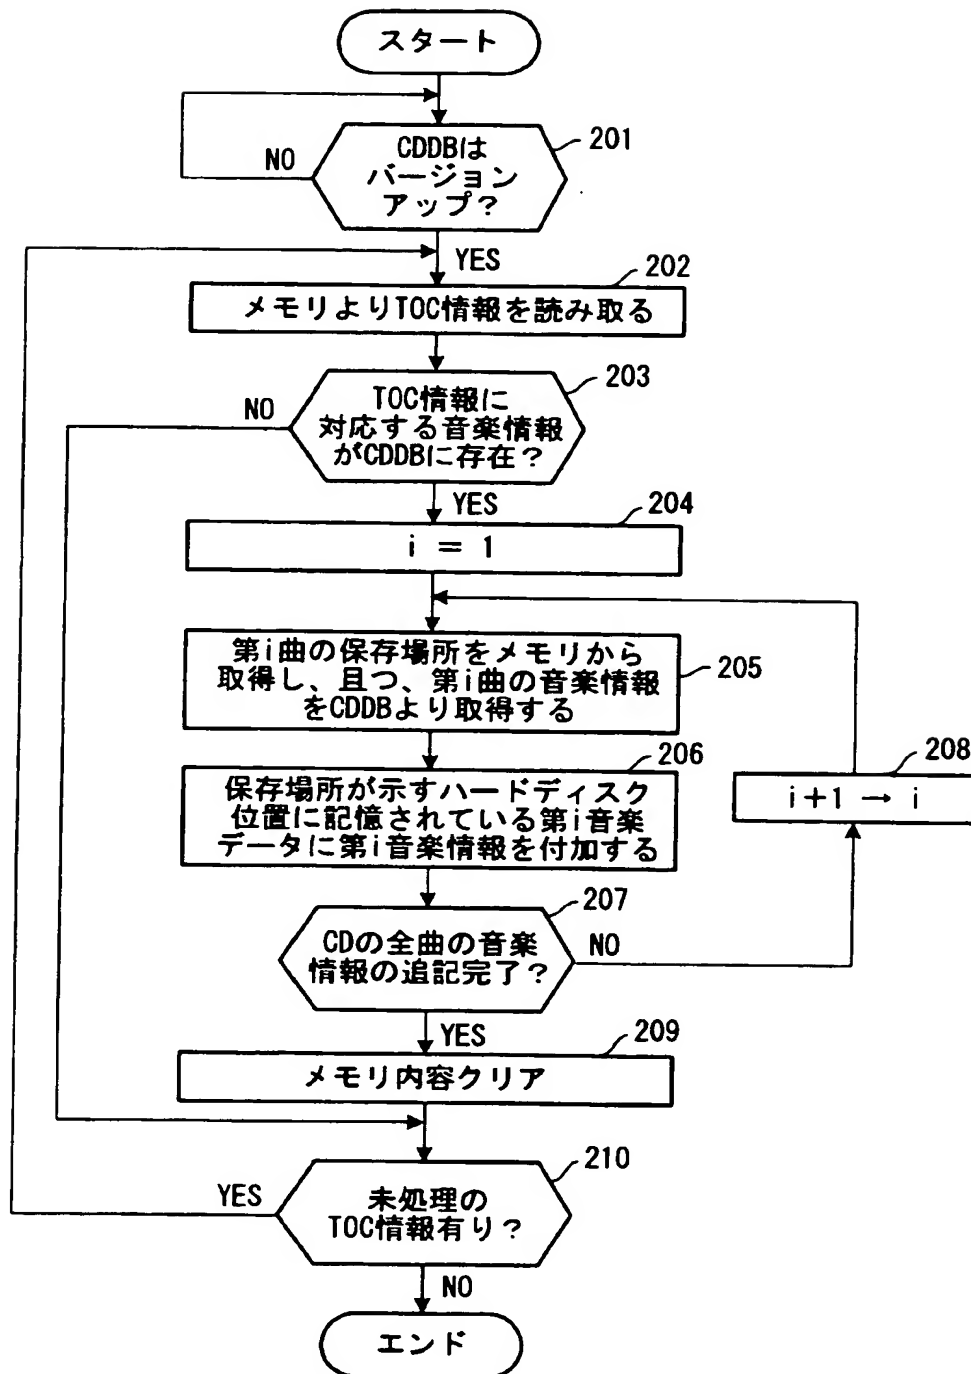 スタート
CDDBは
バージョン
アップ?
201
NO
YES
202
メモリよりTOC情報を読み取る
203
TOC情報に
対応する音楽情報
がCDDBに存在?
NO
YES
204
i = 1
第i曲の保存場所をメモリから
取得し、且つ、第i曲の音楽情報
をCDDBより取得する
205
206
保存場所が示すハードディスク
位置に記憶されている第i音楽
データに第i音楽情報を付加する
208
i+1 → i
207
CDの全曲の音楽
情報の追記完了?
NO
YES
209
メモリ内容クリア
210
未処理の
TOC情報有り?
YES
NO
エンド